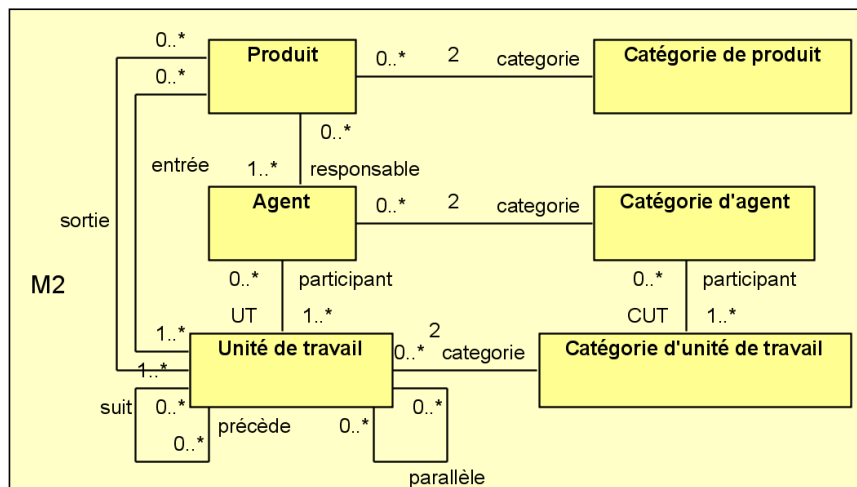 0..*
Produit
0..* 2 categorie
Catégorie de produit
0..*
0..*
entrée
1..* responsable
Agent
0..* 2 categorie
Catégorie d'agent
sortie
M2
0..* participant
0..* participant
UT 1..*
CUT 1..*
1..*
Unité de travail
2
0..* categorie
Catégorie d'unité de travail
1..*
suit 0..*
précède
0..*
0..*
0..*
parallèle